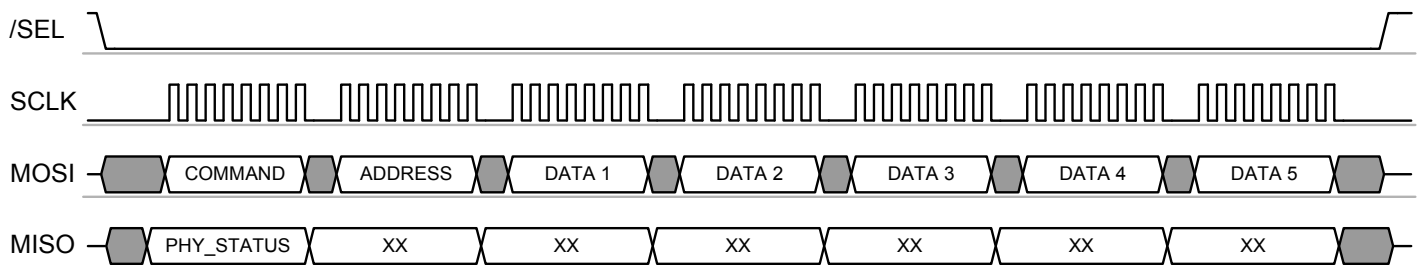 /SEL
SCLK
MOSI COMMAND ADDRESS DATA 1 DATA 2 DATA 3 DATA 4 DATA 5
MISO PHY_STATUS XX XX XX XX XX XX